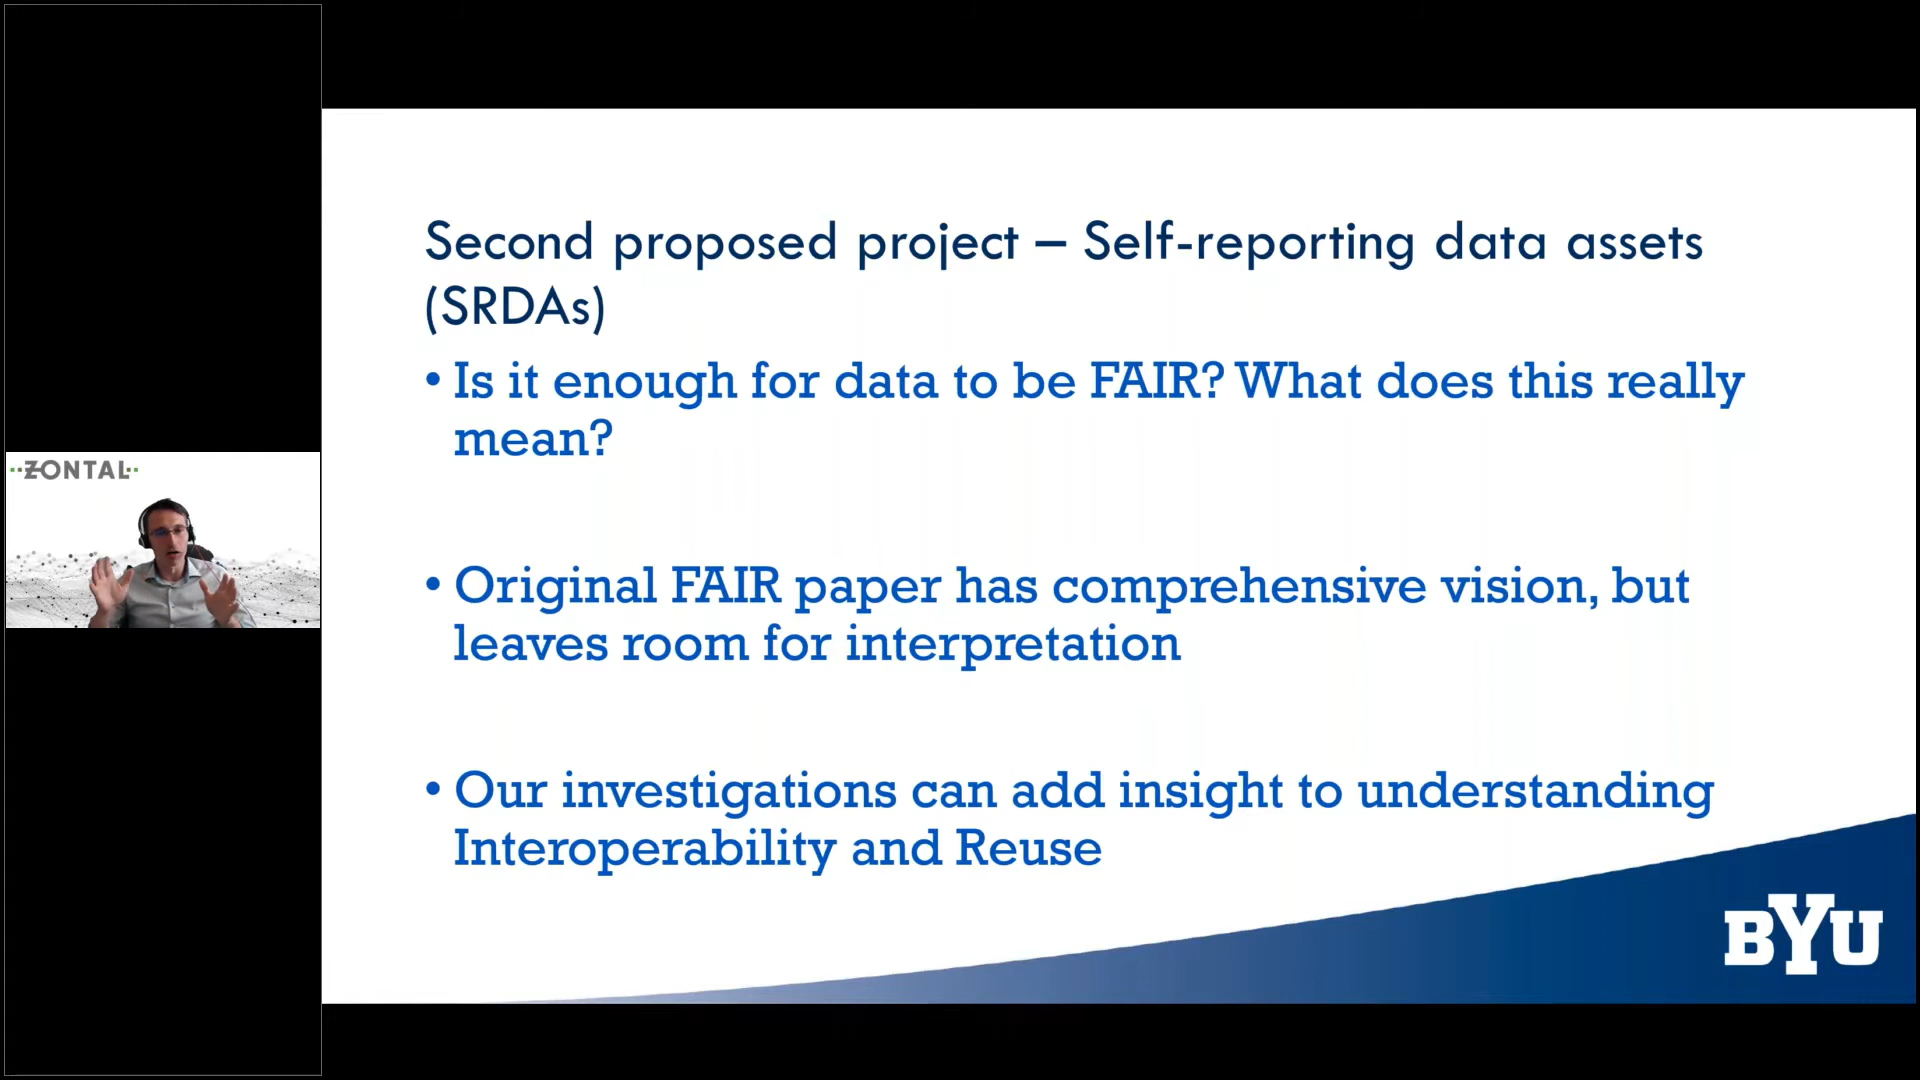 ZONTAL
Second proposed project – Self-reporting data assets
(SRDAs)
• Is it enough for data to be FAIR? What does this really
mean?
• Original FAIR paper has comprehensive vision, but
leaves room for interpretation
• Our investigations can add insight to understanding
Interoperability and Reuse
BYU